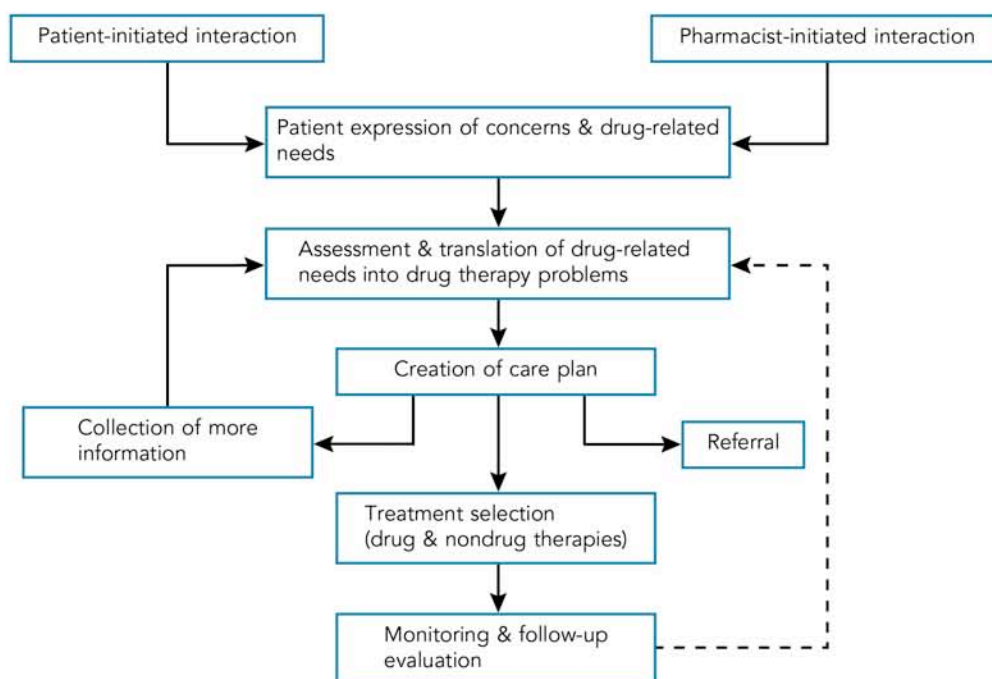 Patient-initiated interaction
Pharmacist-initiated interaction
Patient expression of concerns & drug-related
needs
Assessment & translation of drug-related
needs into drug therapy problems
Creation of care plan
Collection of more
information
Referral
Treatment selection
(drug & nondrug therapies)
Monitoring & follow-up
evaluation